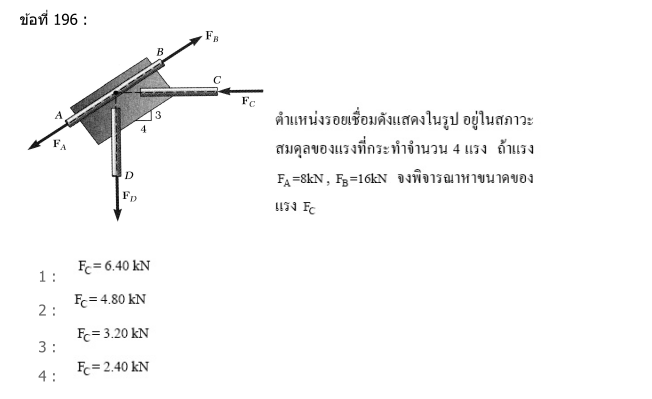 ข้อที่ 196 :
F_B
B
C
F_C
A
3
4
F_A
D
F_D
ตำแหน่งรอยเชื่อมดังแสดงในรูป อยู่ในสภาวะ
สมดุลของแรงที่กระทำจำนวน 4 แรง ถ้าแรง
F_A=8kN , F_B=16kN จงพิจารณาหาขนาดของ
แรง F_C
1 : F_C = 6.40 kN
2 : F_C = 4.80 kN
3 : F_C = 3.20 kN
4 : F_C = 2.40 kN